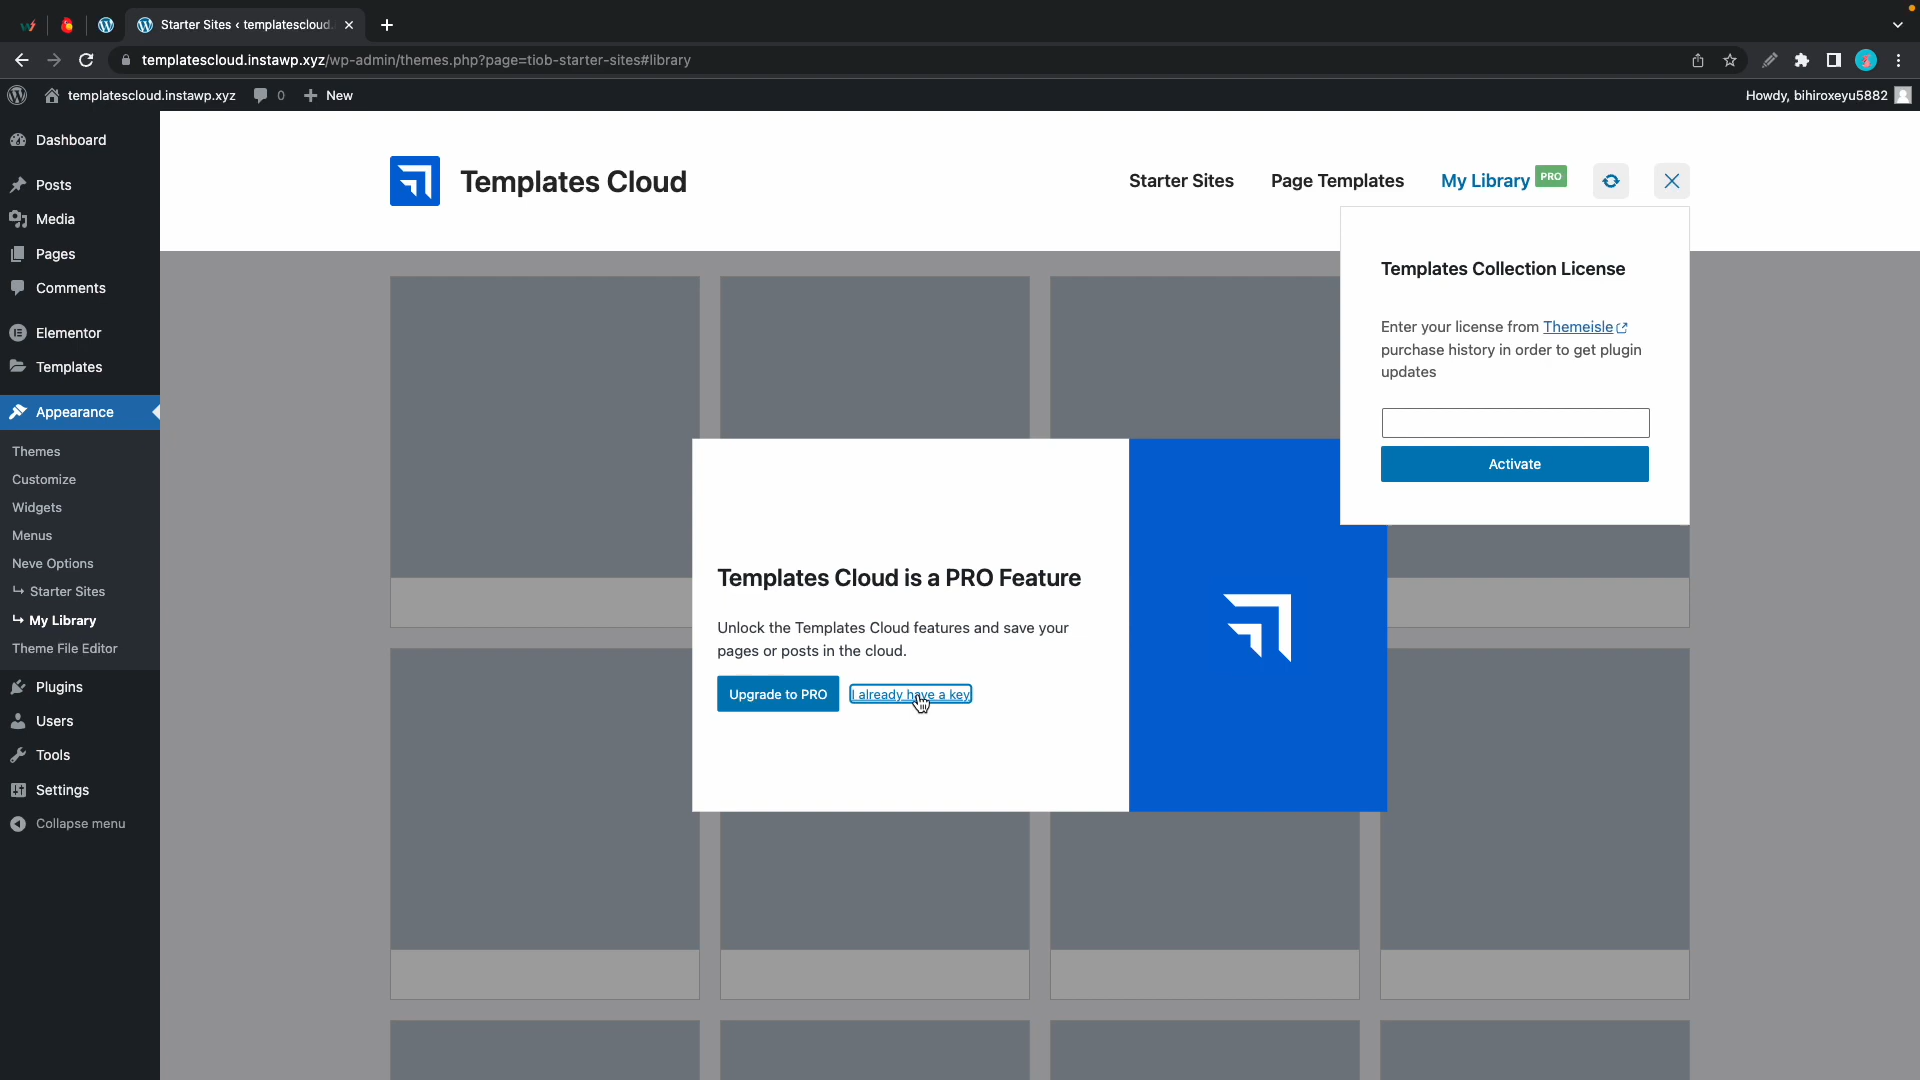 Starter Sites ‹ templatescloud.
templatescloud.instawp.xyz/wp-admin/themes.php?page=tiob-starter-sites#library
templatescloud.instawp.xyz
0
New
Howdy, bihiroxeyu5882
Dashboard
Posts
Media
Pages
Comments
Elementor
Templates
Appearance
Themes
Customize
Widgets
Menus
Neve Options
Starter Sites
My Library
Theme File Editor
Plugins
Users
Tools
Settings
Collapse menu
Templates Cloud
Starter Sites
Page Templates
My Library PRO
Templates Collection License
Enter your license from Themeisle
purchase history in order to get plugin
updates
Activate
Templates Cloud is a PRO Feature
Unlock the Templates Cloud features and save your
pages or posts in the cloud.
Upgrade to PRO
I already have a key